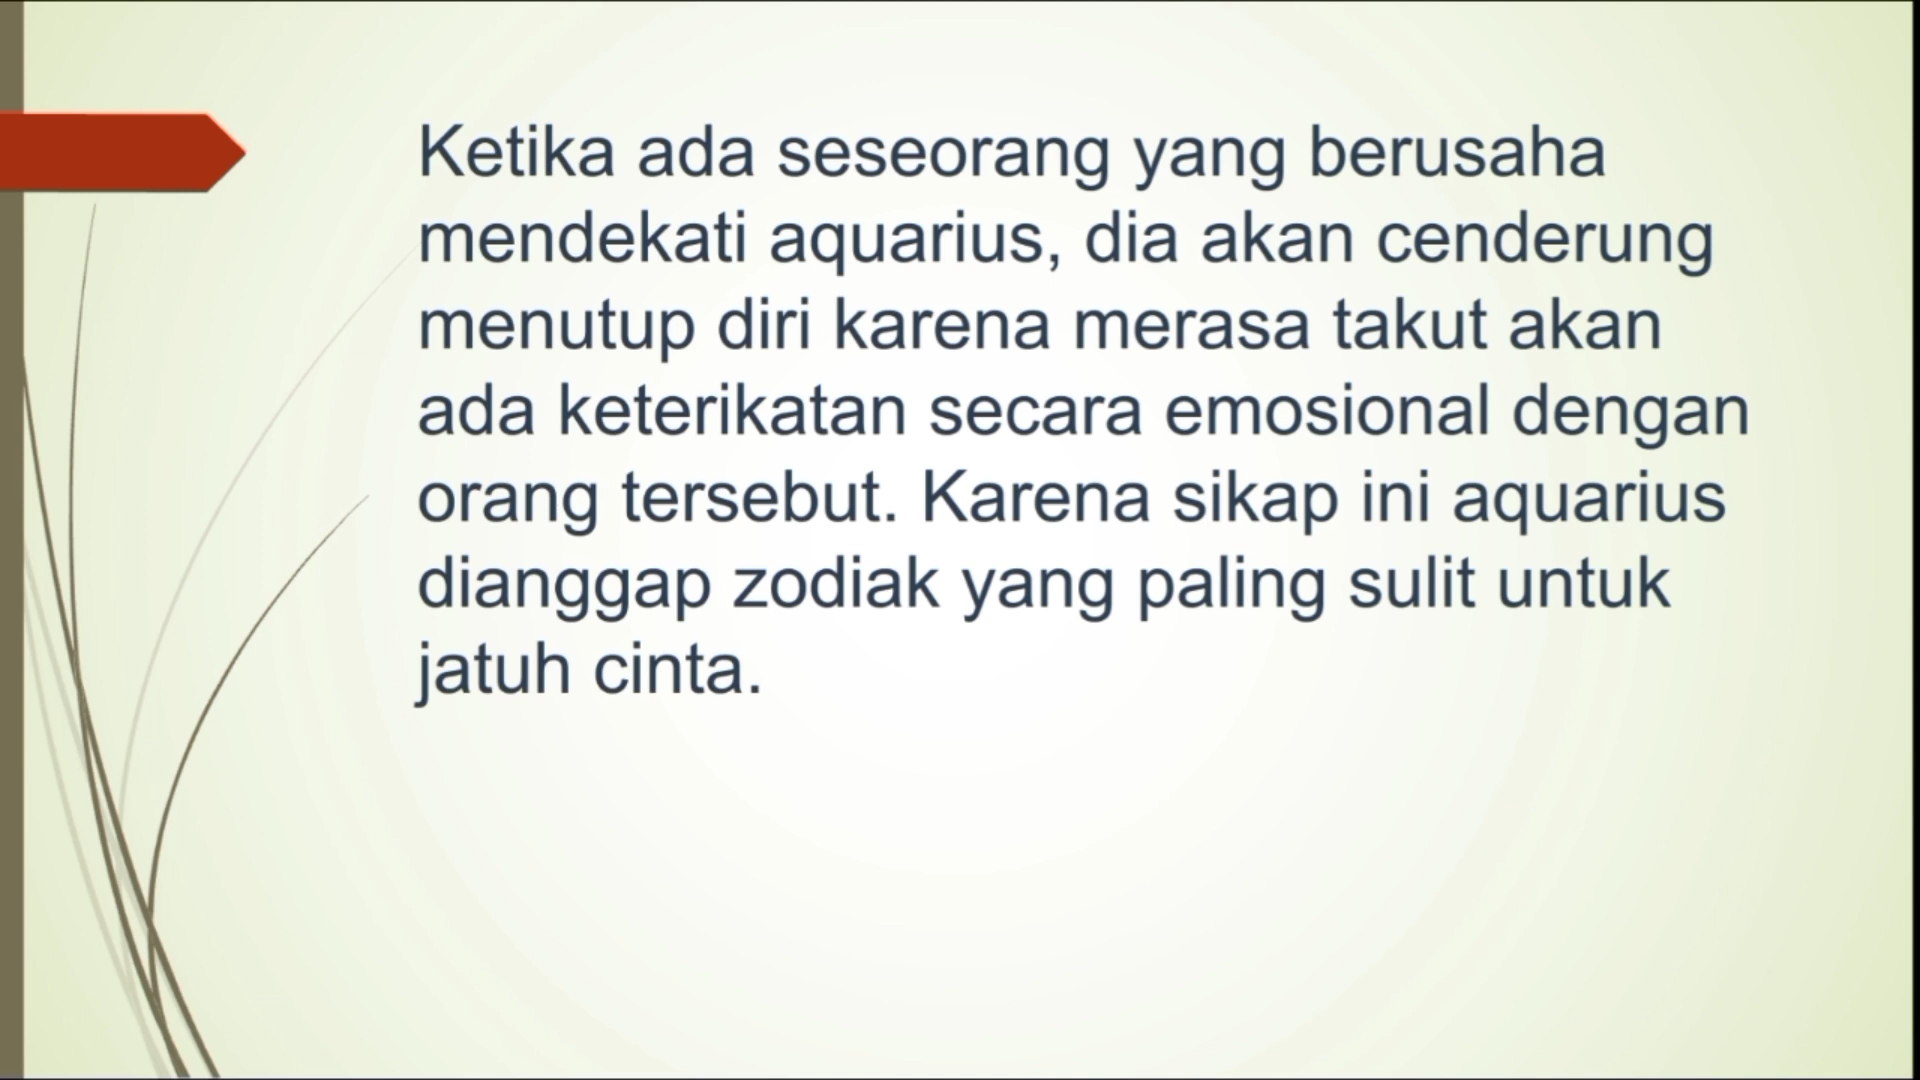 Ketika ada seseorang yang berusaha
mendekati aquarius, dia akan cenderung
menutup diri karena merasa takut akan
ada keterikatan secara emosional dengan
orang tersebut. Karena sikap ini aquarius
dianggap zodiak yang paling sulit untuk
jatuh cinta.